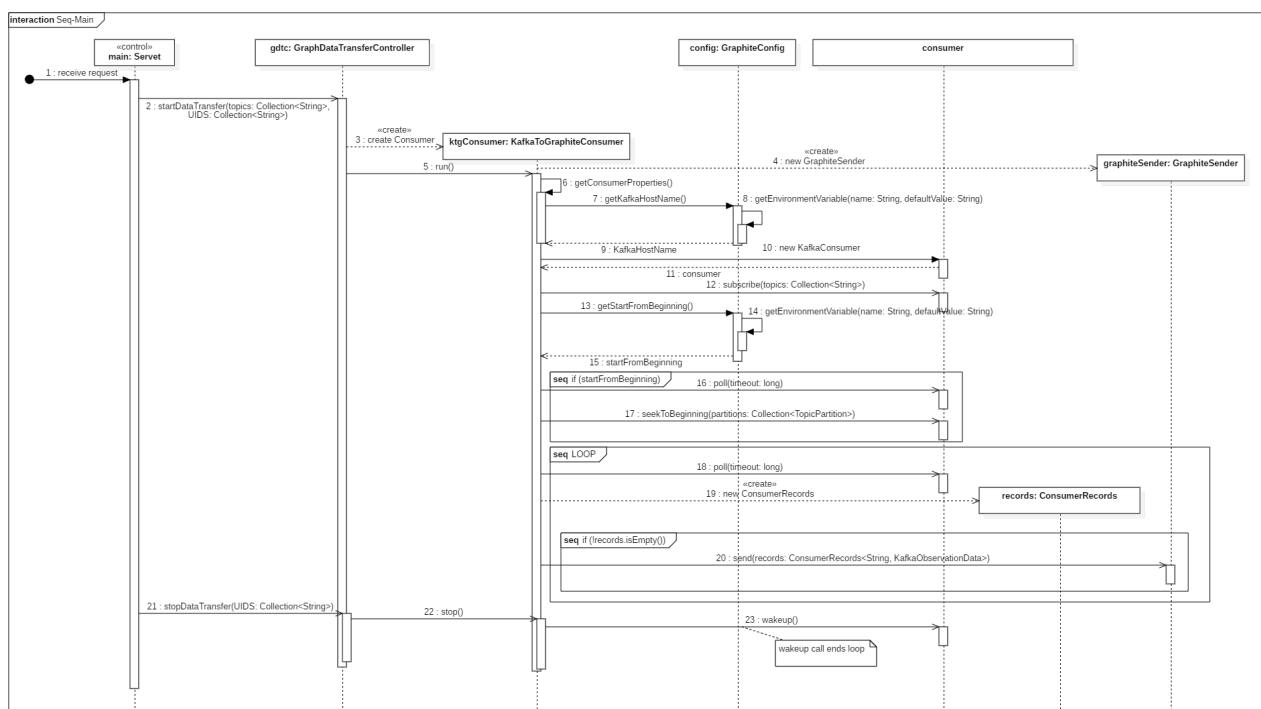 interaction Seq-Main
«control»
main: Servet
gdtc: GraphDataTransferController
config: GraphiteConfig
consumer
1 : receive request
2 : startDataTransfer(topics: Collection<String>,
UIDS: Collection<String>)
«create»
3 : create Consumer
ktgConsumer: KafkaToGraphiteConsumer
«create»
4 : new GraphiteSender
graphiteSender: GraphiteSender
5 : run()
6 : getConsumerProperties()
7 : getKafkaHostName()
8 : getEnvironmentVariable(name: String, defaultValue: String)
9 : KafkaHostName
10 : new KafkaConsumer
11 : consumer
12 : subscribe(topics: Collection<String>)
13 : getStartFromBeginning()
14 : getEnvironmentVariable(name: String, defaultValue: String)
15 : startFromBeginning
seq if (startFromBeginning)
16 : poll(timeout: long)
17 : seekToBeginning(partitions: Collection<TopicPartition>)
seq LOOP
18 : poll(timeout: long)
«create»
19 : new ConsumerRecords
records: ConsumerRecords
seq if (!records.isEmpty())
20 : send(records: ConsumerRecords<String, KafkaObservationData>)
21 : stopDataTransfer(UIDS: Collection<String>)
22 : stop()
23 : wakeup()
wakeup call ends loop